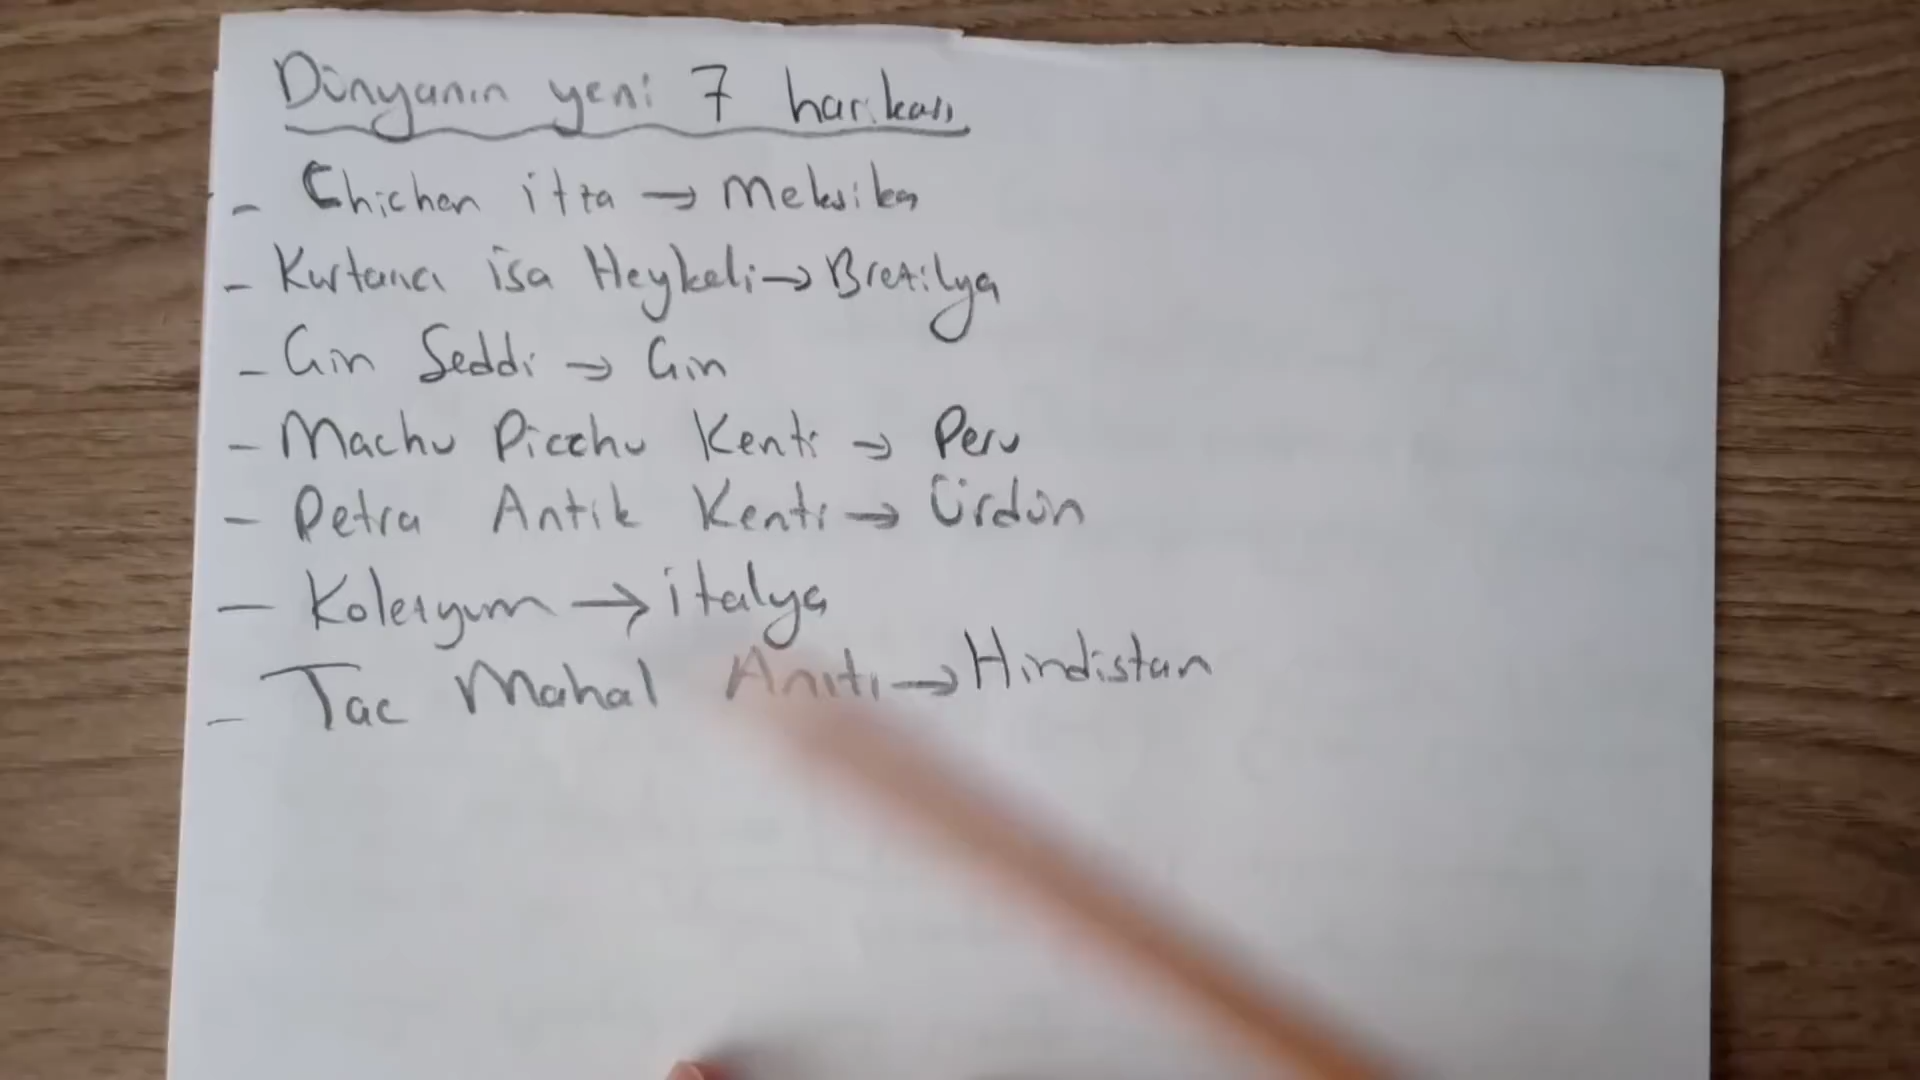 Dünyanın yeni 7 harikası
- Chichen itza → Meksika
- Kurtarıcı isa Heykeli → Brezilya
- Çin Seddi → Çin
- Machu Picchu Kenti → Peru
- Petra Antik Kenti → Ürdün
- Kolezyum → italya
- Tac Mahal Anıtı → Hindistan